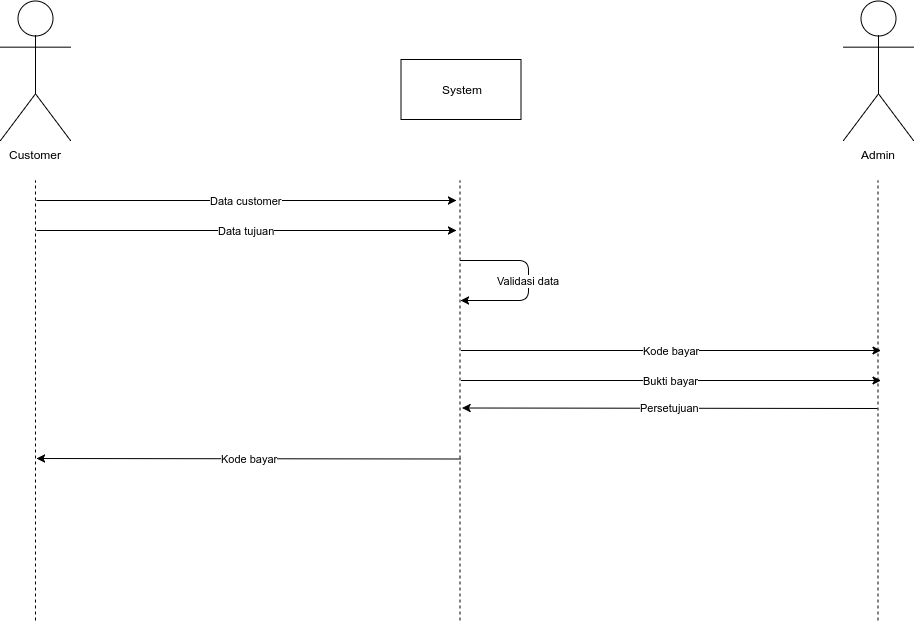 System
Customer
Admin
Data customer
Data tujuan
Validasi data
Kode bayar
Bukti bayar
Persetujuan
Kode bayar